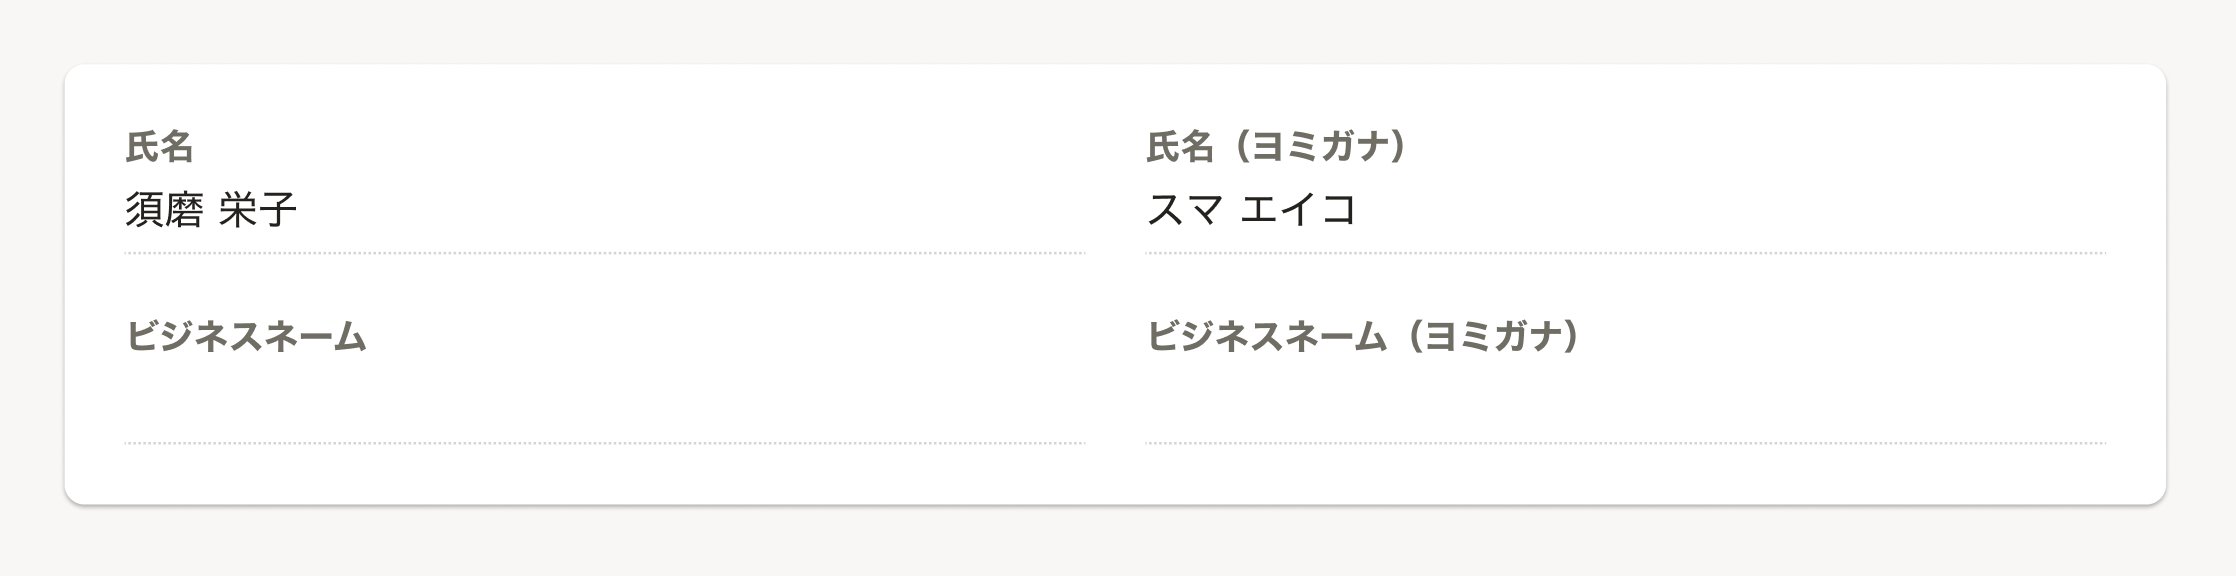 氏名
須磨 栄子
氏名（ヨミガナ）
スマ エイコ
ビジネスネーム
ビジネスネーム（ヨミガナ）